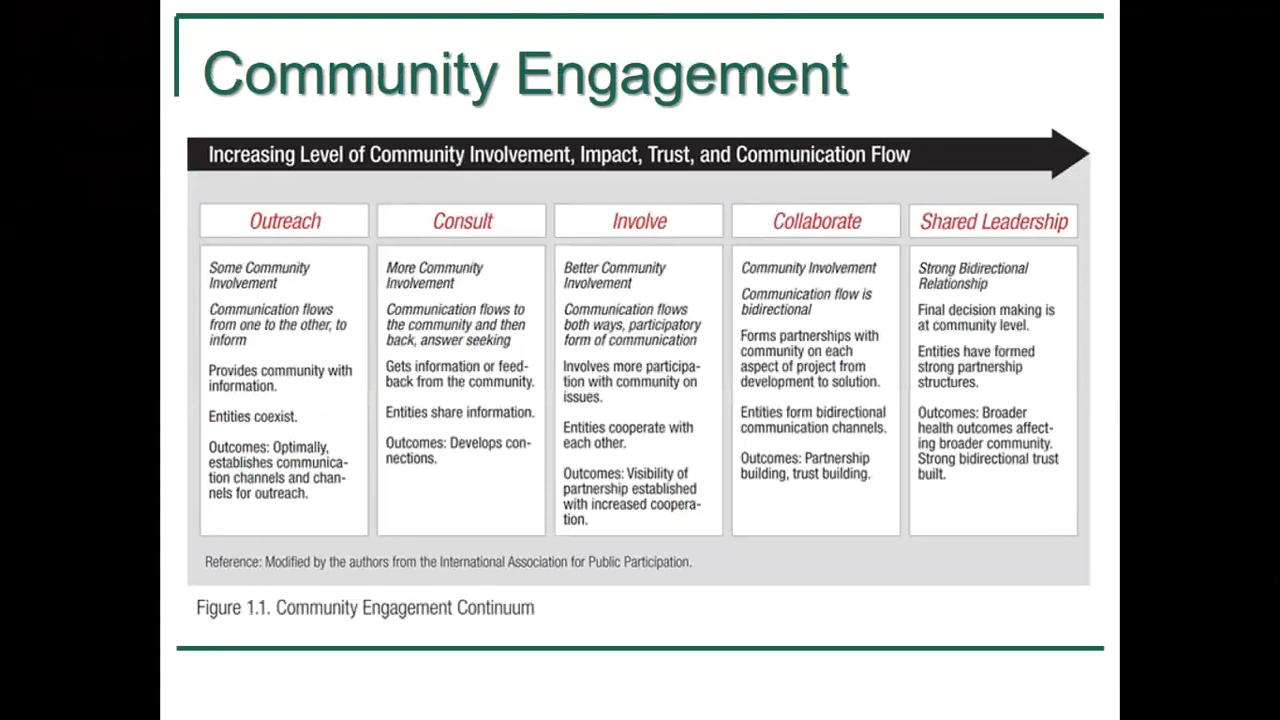 Community Engagement
Increasing Level of Community Involvement, Impact, Trust, and Communication Flow
Outreach
Some Community
Involvement
Communication flows
from one to the other, to
inform
Provides community with
information.
Entities coexist.
Outcomes: Optimally,
establishes communica-
tion channels and chan-
nels for outreach.
Consult
More Community
Involvement
Communication flows to
the community and then
back, answer seeking
Gets information or feed-
back from the community.
Entities share information.
Outcomes: Develops con-
nections.
Involve
Better Community
Involvement
Communication flows
both ways, participatory
form of communication
Involves more participa-
tion with community on
issues.
Entities cooperate with
each other.
Outcomes: Visibility of
partnership established
with increased coopera-
tion.
Collaborate
Community Involvement
Communication flow is
bidirectional
Forms partnerships with
community on each
aspect of project from
development to solution.
Entities form bidirectional
communication channels.
Outcomes: Partnership
building, trust building.
Shared Leadership
Strong Bidirectional
Relationship
Final decision making is
at community level.
Entities have formed
strong partnership
structures.
Outcomes: Broader
health outcomes affect-
ing broader community.
Strong bidirectional trust
built.
Reference: Modified by the authors from the International Association for Public Participation.
Figure 1.1. Community Engagement Continuum